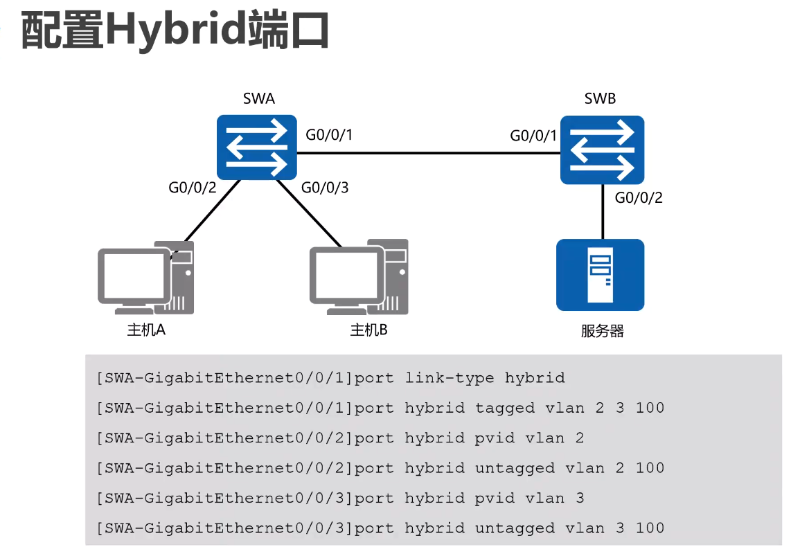 配置Hybrid端口
SWA
SWB
G0/0/1
G0/0/1
G0/0/2
G0/0/3
G0/0/2
主机A
主机B
服务器
[SWA-GigabitEthernet0/0/1]port link-type hybrid
[SWA-GigabitEthernet0/0/1]port hybrid tagged vlan 2 3 100
[SWA-GigabitEthernet0/0/2]port hybrid pvid vlan 2
[SWA-GigabitEthernet0/0/2]port hybrid untagged vlan 2 100
[SWA-GigabitEthernet0/0/3]port hybrid pvid vlan 3
[SWA-GigabitEthernet0/0/3]port hybrid untagged vlan 3 100